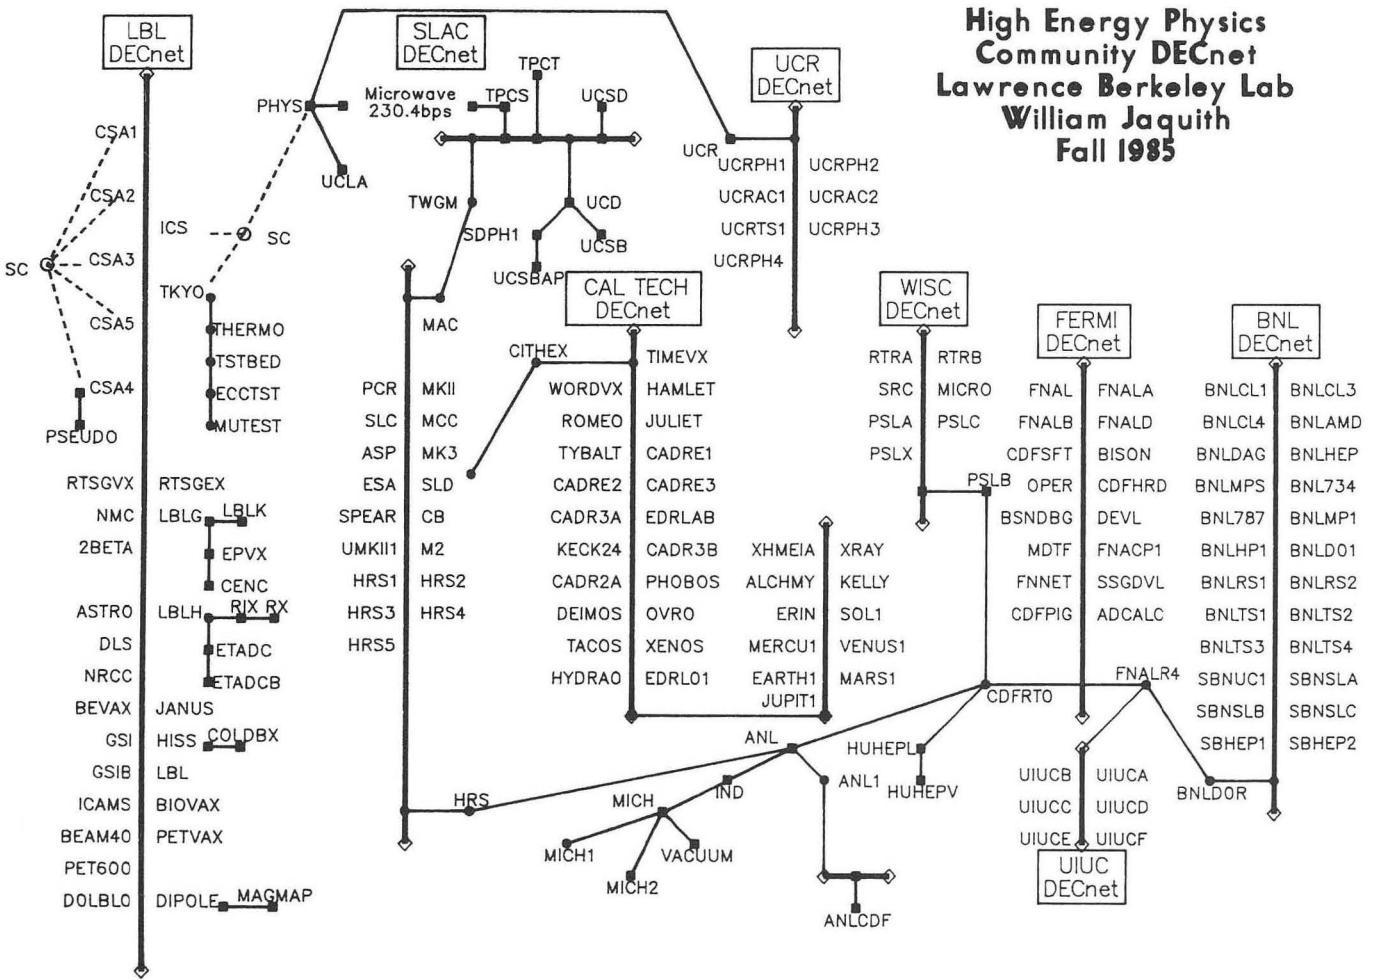 High Energy Physics
Community DECnet
Lawrence Berkeley Lab
William Jaquith
Fall 1985
LBL
DECnet
SLAC
DECnet
UCR
DECnet
TPCT
PHYS
Microwave
230.4bps
TPCS
UCSD
CSA1
UCR
UCRPH1 UCRPH2
UCLA
CSA2
TWGM
UCD
UCRAC1 UCRAC2
ICS
SC
SDPH1
UCSB
UCRTS1 UCRPH3
SC
CSA3
UCSBAP
UCRPH4
TKYO
CAL TECH
DECnet
WISC
DECnet
FERMI
DECnet
BNL
DECnet
CSA5
THERMO
MAC
TSTBED
CITHEX
TIMEVX
RTRA RTRB
CSA4
ECCTST
PCR MKII
WORDVX HAMLET
SRC MICRO
FNAL FNALA
BNLCL1 BNLCL3
PSEUDO
MUTEST
SLC MCC
ROMEO JULIET
PSLA PSLC
FNALB FNALD
BNLCL4 BNLAMD
ASP MK3
TYBALT CADRE1
PSLX
CDFSFT BISON
BNLDAG BNLHEP
RTSGVX RTSGEX
ESA SLD
CADRE2 CADRE3
PSLB
OPER CDFHRD
BNLMPS BNL734
NMC LBLG LBLK
SPEAR CB
CADR3A EDRLAB
BSNDBG DEVL
BNL787 BNLMP1
2BETA
EPVX
UMKII1 M2
KECK24 CADR3B
XHMEIA XRAY
MDTF FNACP1
BNLHP1 BNLDO1
CENC
HRS1 HRS2
CADR2A PHOBOS
ALCHMY KELLY
FNNET SSGDVL
BNLRS1 BNLRS2
ASTRO LBLH RIX RX
HRS3 HRS4
DEIMOS OVRO
ERIN SOL1
CDFPIG ADCALC
BNLTS1 BNLTS2
DLS
ETADC
HRS5
TACOS XENOS
MERCU1 VENUS1
BNLTS3 BNLTS4
NRCC
ETADCB
HYDRAO EDRLO1
EARTH1 MARS1
JUPIT1
CDFRTO
FNALR4
SBNUC1 SBNSLA
BEVAX JANUS
SBNSLB SBNSLC
GSI HISS COLDBX
ANL
HUHEPL
SBHEP1 SBHEP2
GSIB LBL
IND
ANL1
HUHEPV
UIUCB UIUCA
BNLDOR
ICAMS BIOVAX
HRS
MICH
UIUCC UIUCD
BEAM40 PETVAX
MICH1
VACUUM
UIUCE UIUCF
PET600
MICH2
UIUC
DECnet
DOLBLO DIPOLE MAGMAP
ANLCDF